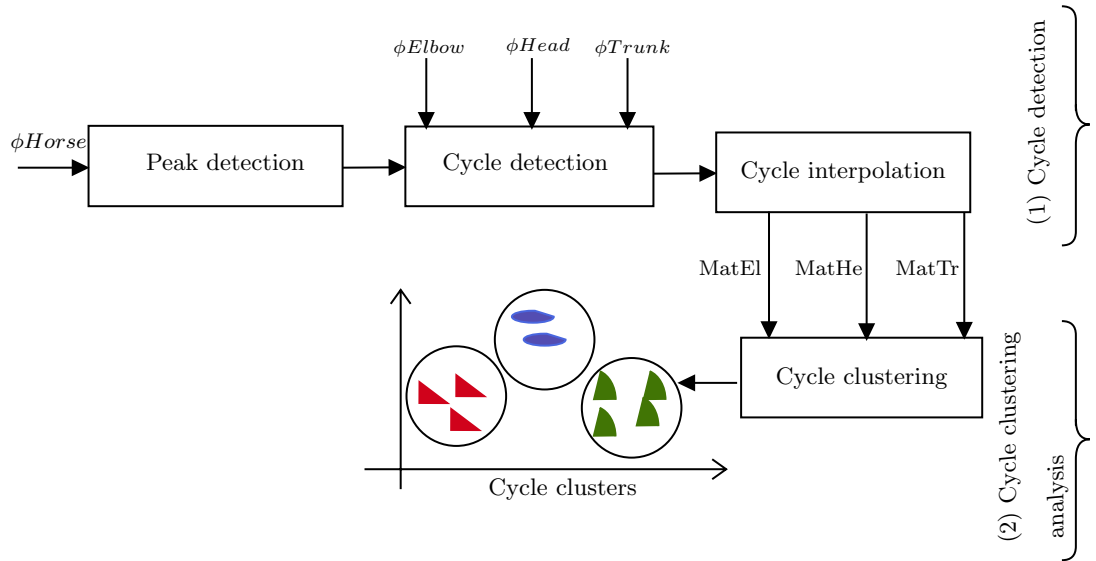 ϕElbow
ϕHead
ϕTrunk
ϕHorse
Peak detection
Cycle detection
Cycle interpolation
(1) Cycle detection
MatEl
MatHe
MatTr
Cycle clustering
Cycle clusters
(2) Cycle clustering
analysis